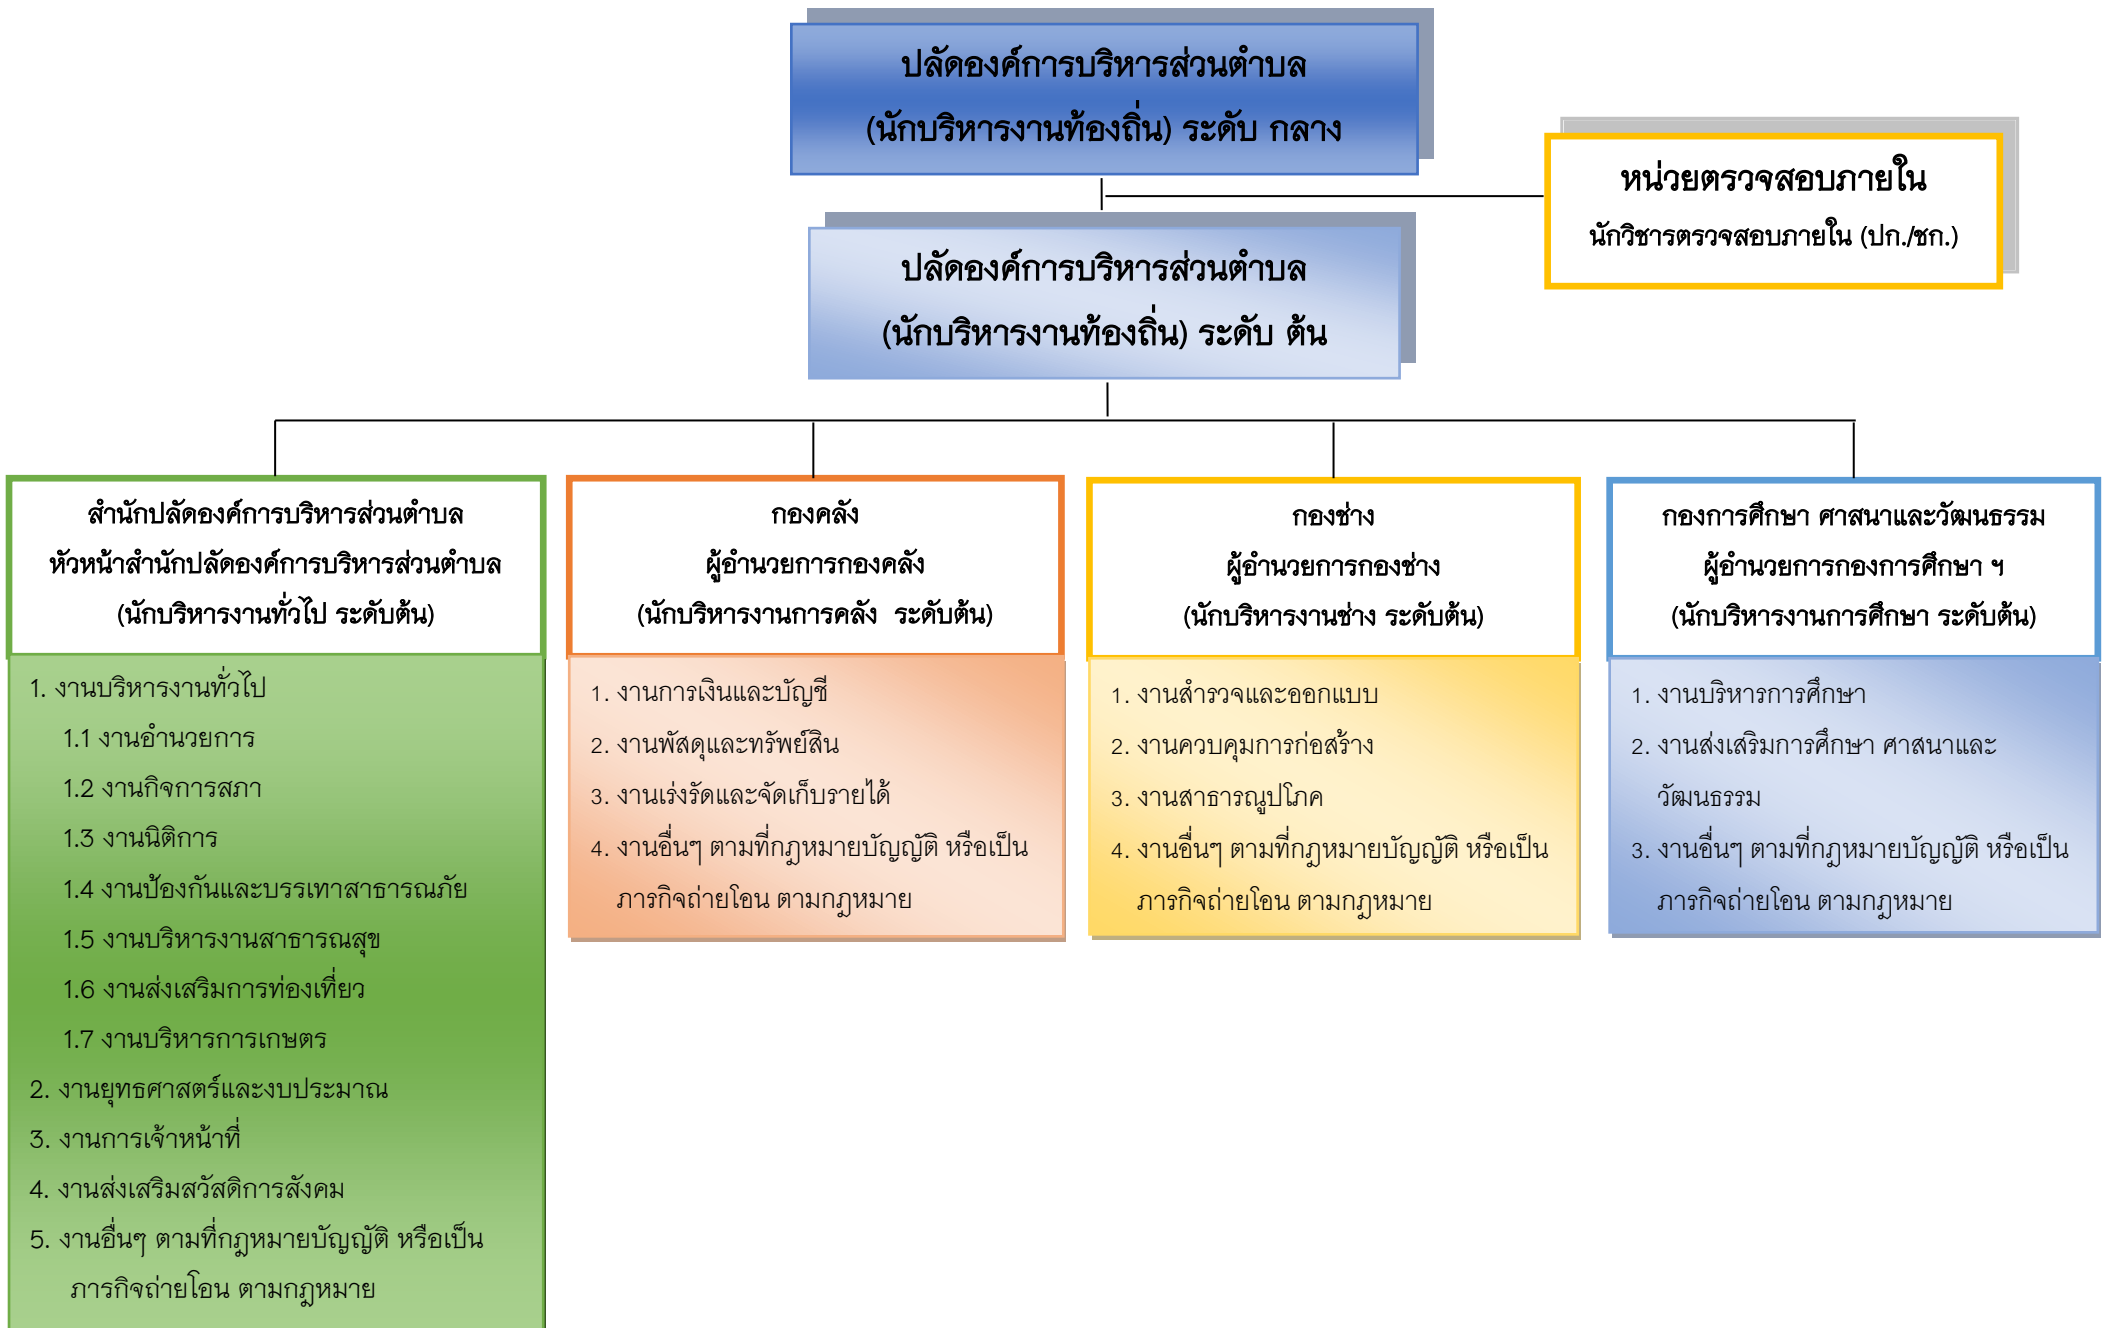 ปลัดองค์การบริหารส่วนตำบล
(นักบริหารงานท้องถิ่น) ระดับ กลาง
หน่วยตรวจสอบภายใน
นักวิชารตรวจสอบภายใน (ปก./ชก.)
ปลัดองค์การบริหารส่วนตำบล
(นักบริหารงานท้องถิ่น) ระดับ ต้น
สำนักปลัดองค์การบริหารส่วนตำบล
หัวหน้าสำนักปลัดองค์การบริหารส่วนตำบล
(นักบริหารงานทั่วไป ระดับต้น)
1. งานบริหารงานทั่วไป
1.1 งานอำนวยการ
1.2 งานกิจการสภา
1.3 งานนิติการ
1.4 งานป้องกันและบรรเทาสาธารณภัย
1.5 งานบริหารงานสาธารณสุข
1.6 งานส่งเสริมการท่องเที่ยว
1.7 งานบริหารการเกษตร
2. งานยุทธศาสตร์และงบประมาณ
3. งานการเจ้าหน้าที่
4. งานส่งเสริมสวัสดิการสังคม
5. งานอื่นๆ ตามที่กฎหมายบัญญัติ หรือเป็น
ภารกิจถ่ายโอน ตามกฎหมาย
กองคลัง
ผู้อำนวยการกองคลัง
(นักบริหารงานการคลัง  ระดับต้น)
1. งานการเงินและบัญชี
2. งานพัสดุและทรัพย์สิน
3. งานเร่งรัดและจัดเก็บรายได้
4. งานอื่นๆ ตามที่กฎหมายบัญญัติ หรือเป็น
ภารกิจถ่ายโอน ตามกฎหมาย
กองช่าง
ผู้อำนวยการกองช่าง
(นักบริหารงานช่าง ระดับต้น)
1. งานสำรวจและออกแบบ
2. งานควบคุมการก่อสร้าง
3. งานสาธารณูปโภค
4. งานอื่นๆ ตามที่กฎหมายบัญญัติ หรือเป็น
ภารกิจถ่ายโอน ตามกฎหมาย
กองการศึกษา ศาสนาและวัฒนธรรม
ผู้อำนวยการกองการศึกษา ฯ
(นักบริหารงานการศึกษา ระดับต้น)
1. งานบริหารการศึกษา
2. งานส่งเสริมการศึกษา ศาสนาและ
วัฒนธรรม
3. งานอื่นๆ ตามที่กฎหมายบัญญัติ หรือเป็น
ภารกิจถ่ายโอน ตามกฎหมาย